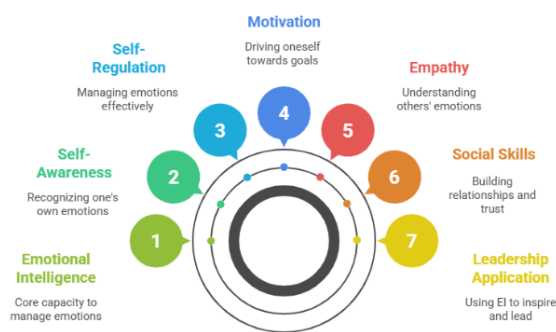 1
Emotional
Intelligence
Core capacity to
manage emotions
2
Self-
Awareness
Recognizing one's
own emotions
3
Self-
Regulation
Managing emotions
effectively
4
Motivation
Driving oneself
towards goals
5
Empathy
Understanding
others' emotions
6
Social Skills
Building
relationships and
trust
7
Leadership
Application
Using EI to inspire
and lead